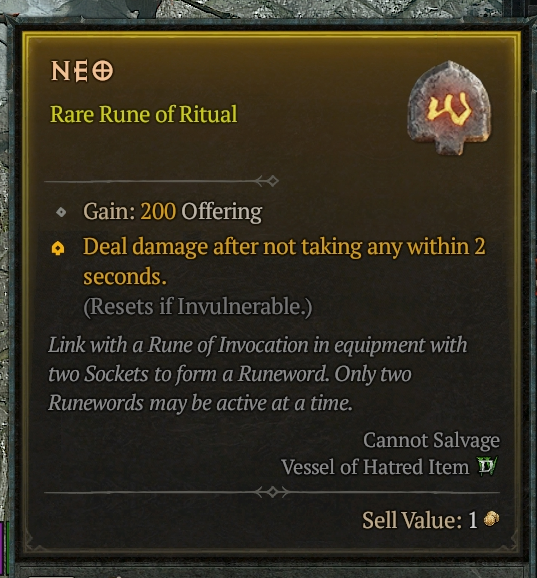 NEO
Rare Rune of Ritual
Gain: 200 Offering
Deal damage after not taking any within 2
seconds.
(Resets if Invulnerable.)
Link with a Rune of Invocation in equipment with
two Sockets to form a Runeword. Only two
Runewords may be active at a time.
Cannot Salvage
Vessel of Hatred Item
Sell Value: 1